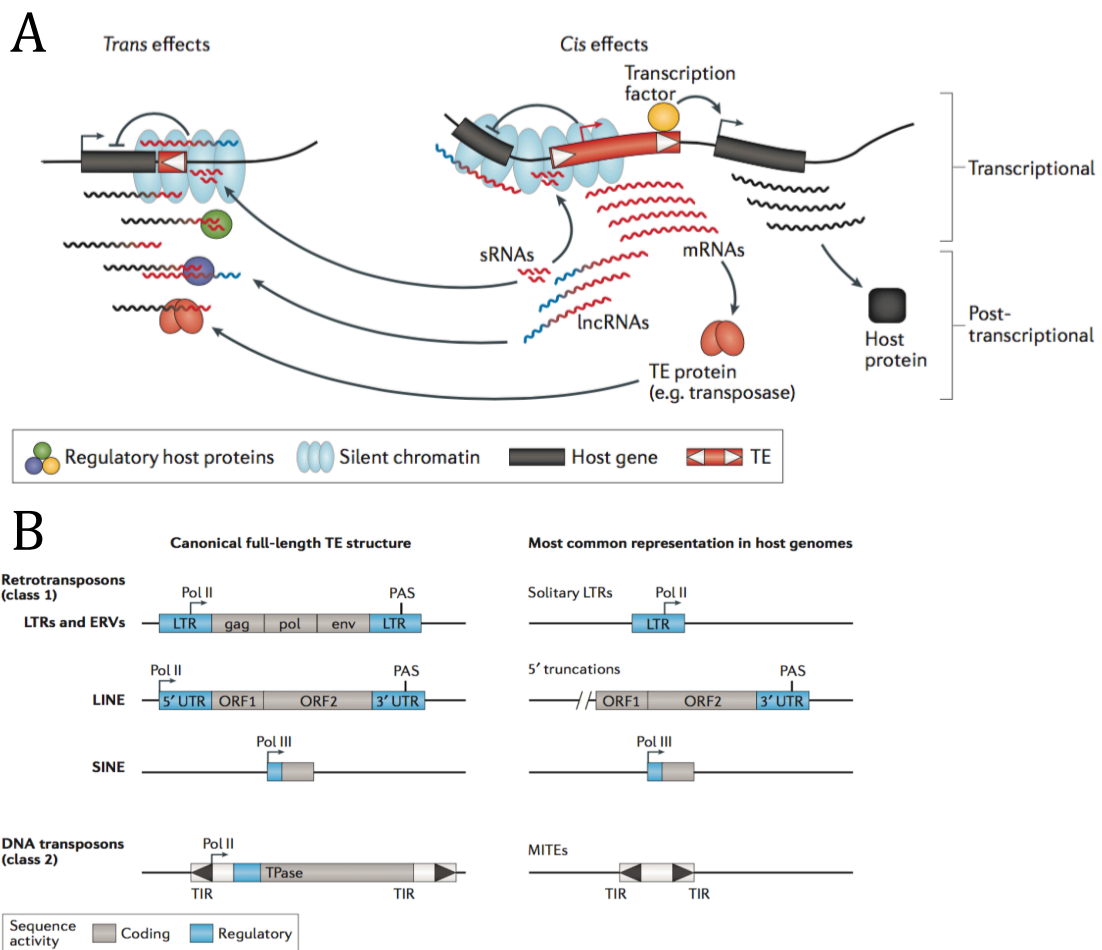 A
Trans effects
Cis effects
Transcription
factor
Transcriptional
sRNAs
mRNAs
lncRNAs
Post-
transcriptional
Host
protein
TE protein
(e.g. transposase)
Regulatory host proteins
Silent chromatin
Host gene
TE
B
Canonical full-length TE structure
Most common representation in host genomes
Retrotransposons
(class 1)
LTRs and ERVs
Pol II
PAS
LTR
gag
pol
env
LTR
Solitary LTRs
Pol II
LTR
LINE
Pol II
PAS
5′ UTR
ORF1
ORF2
3′ UTR
5′ truncations
PAS
ORF1
ORF2
3′ UTR
SINE
Pol III
Pol III
DNA transposons
(class 2)
Pol II
TPase
TIR
TIR
MITEs
TIR
TIR
Sequence
activity
Coding
Regulatory